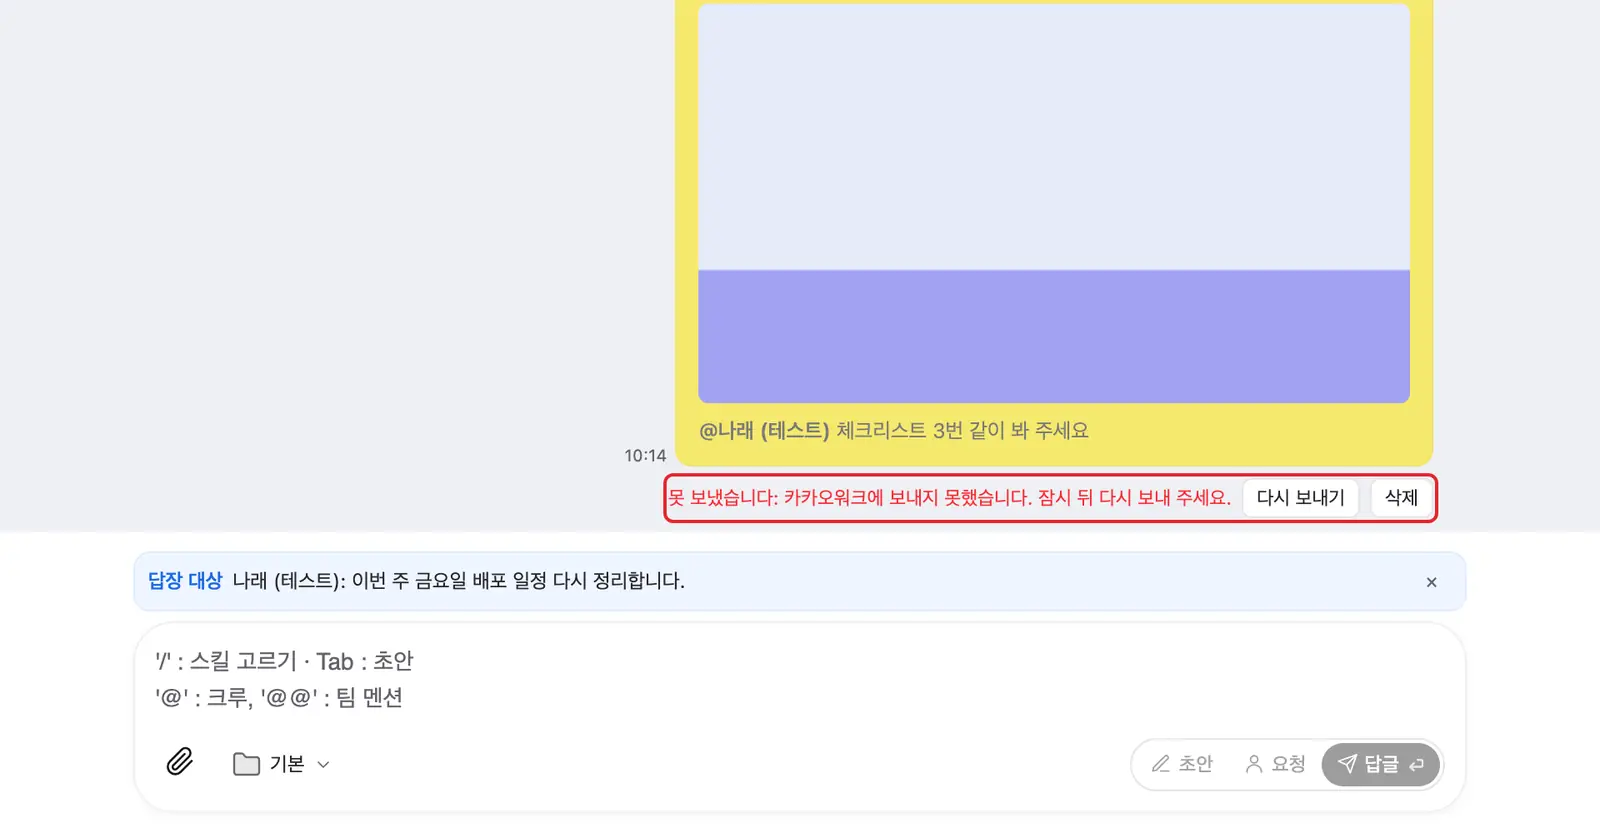 @나래 (테스트) 체크리스트 3번 같이 봐 주세요
10:14
못 보냈습니다: 카카오워크에 보내지 못했습니다. 잠시 뒤 다시 보내 주세요. 다시 보내기 삭제
답장 대상 나래 (테스트): 이번 주 금요일 배포 일정 다시 정리합니다. ×
'/' : 스킬 고르기 · Tab : 초안
'@' : 크루, '@@' : 팀 멘션
기본 초안 요청 답글